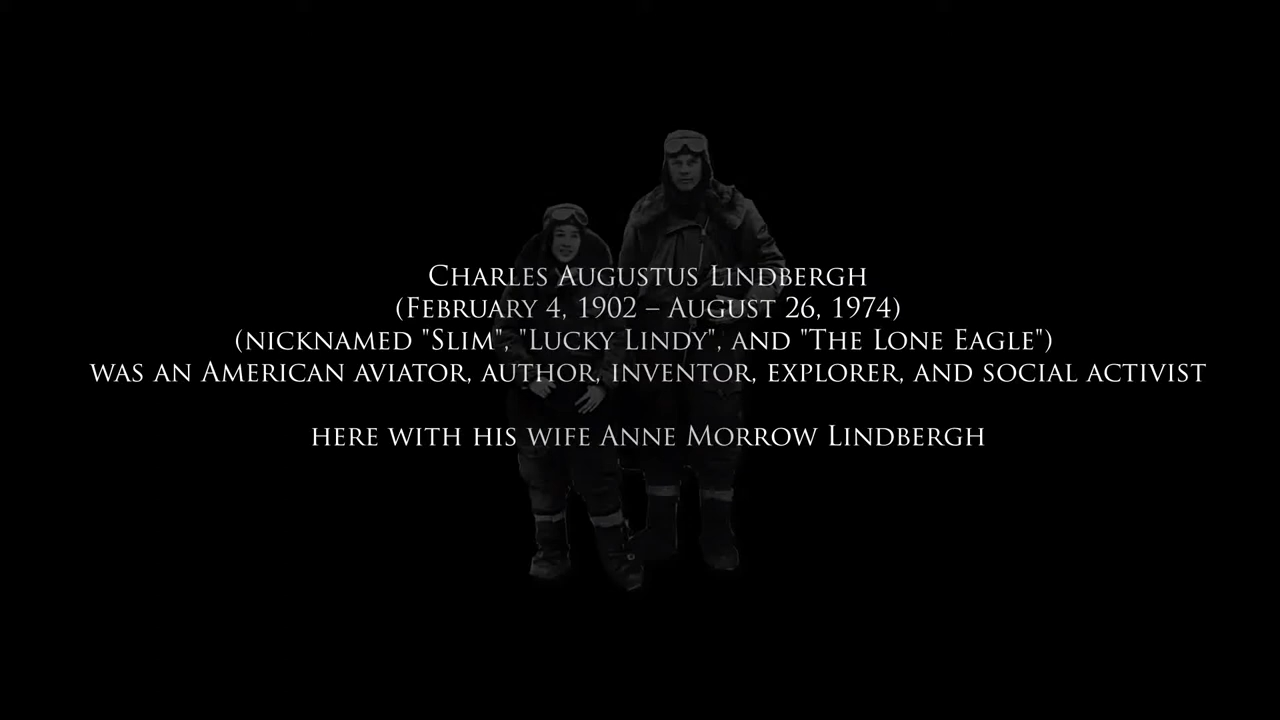 Charles Augustus Lindbergh
(February 4, 1902 – August 26, 1974)
(nicknamed "Slim", "Lucky Lindy", and "The Lone Eagle")
was an American aviator, author, inventor, explorer, and social activist
here with his wife Anne Morrow Lindbergh